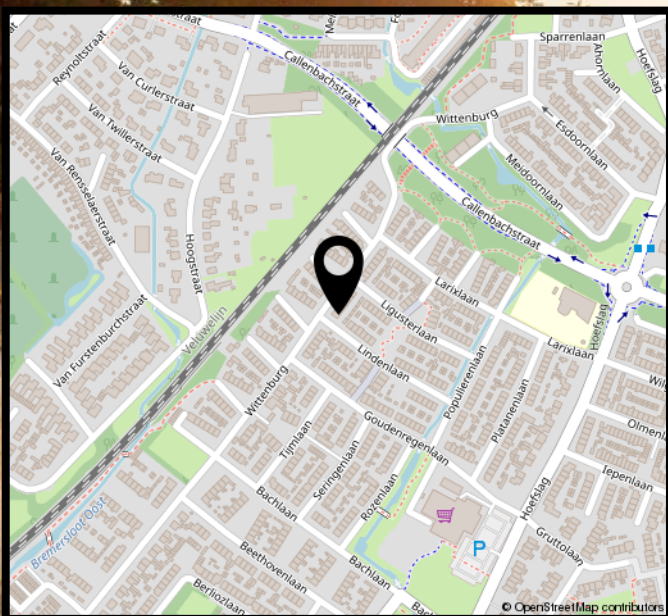 Sparrenlaan
Hoefslag
Ahornlaan
Reynoltstraat
Callenbachstraat
Van Curlerstraat
Wittenburg
Esdoornlaan
Van Twillerstraat
Meidoornlaan
Van Rensselaerstraat
Callenbachstraat
Hoogstraat
Larixlaan
Veluwelijn
Ligusterlaan
Hoefslag
Larixlaan
Van Furstenburchstraat
Lindenlaan
Populierenlaan
Wittenburg
Platanenlaan
Goudenregenlaan
Tijmlaan
Olmenl
Seringenlaan
Iepenlaan
Rozenlaan
Hoefslag
Bachlaan
Gruttolaan
Bremersloot Oost
P
Beethovenlaan
Bachlaan
Berliozlaan
© OpenStreetMap contributors